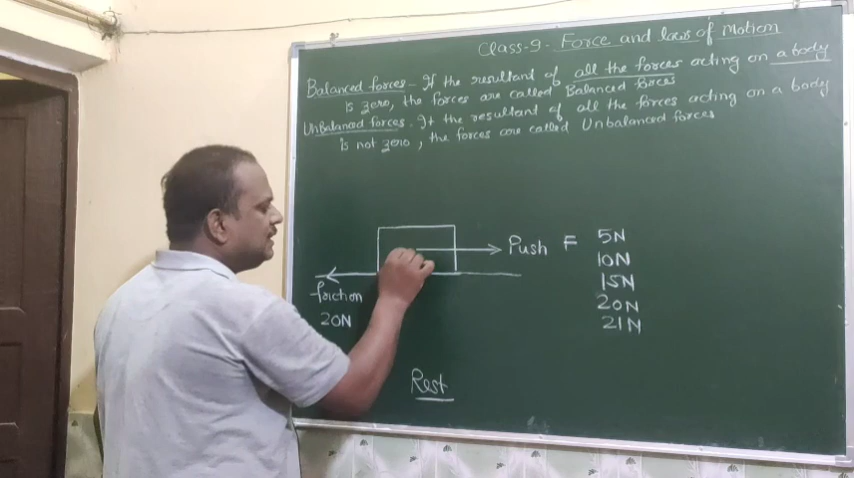 Class-9. Force and laws of Motion
Balanced forces - If the resultant of all the forces acting on a body
is zero, the forces are called Balanced forces
UnBalanced forces. If the resultant of all the forces acting on a body
is not zero, the forces are called Unbalanced forces
Push F 5N
10N
15N
20N
21N
friction
20N
Rest